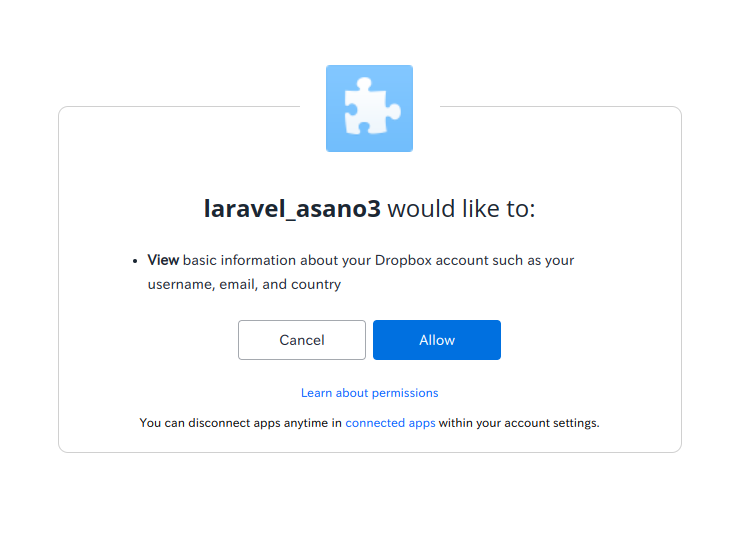 laravel_asano3 would like to:
• View basic information about your Dropbox account such as your
username, email, and country
Cancel Allow
Learn about permissions
You can disconnect apps anytime in connected apps within your account settings.